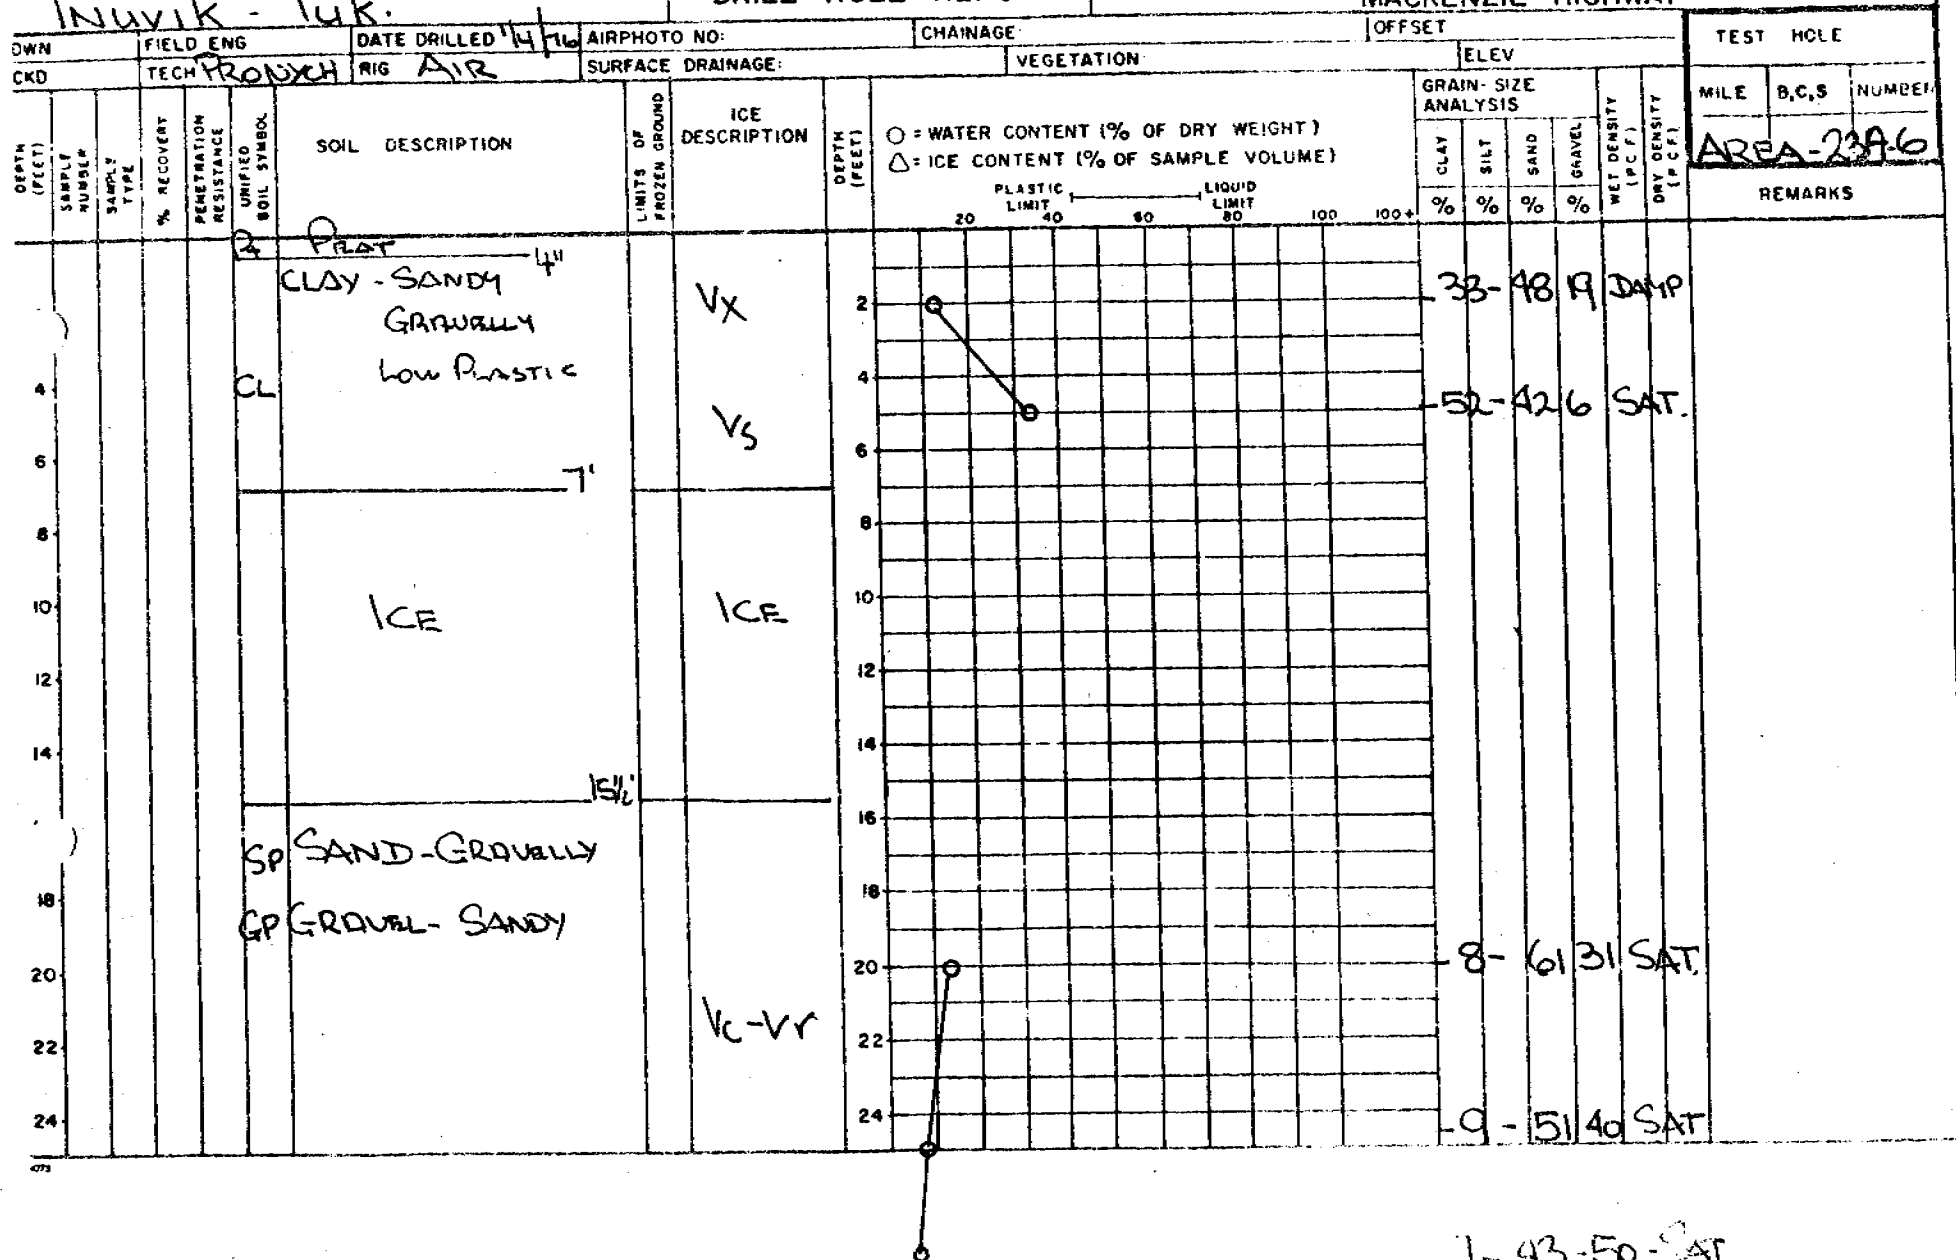 INUVIK - TUK.
MACKENZIE HIGHWAY
DWN FIELD ENG DATE DRILLED 1/4/76 AIRPHOTO NO: CHAINAGE OFFSET TEST HOLE
CKD TECH PRONYCH RIG AIR SURFACE DRAINAGE: VEGETATION ELEV
MILE B,C,S NUMBER
AREA-23A-6
REMARKS
DEPTH (FEET)
SAMPLE NUMBER
SAMPLE TYPE
% RECOVERY
PENETRATION RESISTANCE
UNIFIED SOIL SYMBOL
SOIL DESCRIPTION
LIMITS OF FROZEN GROUND
ICE DESCRIPTION
DEPTH (FEET)
O = WATER CONTENT (% OF DRY WEIGHT)
△ = ICE CONTENT (% OF SAMPLE VOLUME)
PLASTIC LIMIT LIQUID LIMIT
20 40 60 80 100 100+
GRAIN-SIZE ANALYSIS
CLAY SILT SAND GRAVEL
% % % %
WET DENSITY (P C F)
DRY DENSITY (P C F)
Pt PEAT
4"
CLAY - SANDY
GRAVELLY
LOW PLASTIC
CL
7'
VX
VS
2
4
6
8
10
12
14
16
18
20
22
24
4
6
8
10
12
14
18
20
22
24
33- 48 19 DAMP
52- 42 6 SAT.
ICE ICE
15½'
SP SAND-GRAVELLY
GP GRAVEL- SANDY
8- 61 31 SAT.
Vc-Vr
9 - 51 40 SAT
43-50-SAT